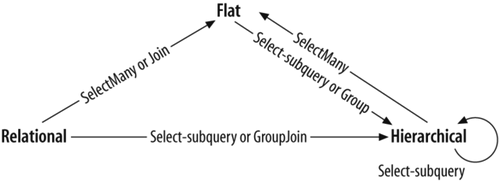 Flat
SelectMany or Join
Select-subquery or Group
SelectMany
Relational
Select-subquery or GroupJoin
Hierarchical
Select-subquery